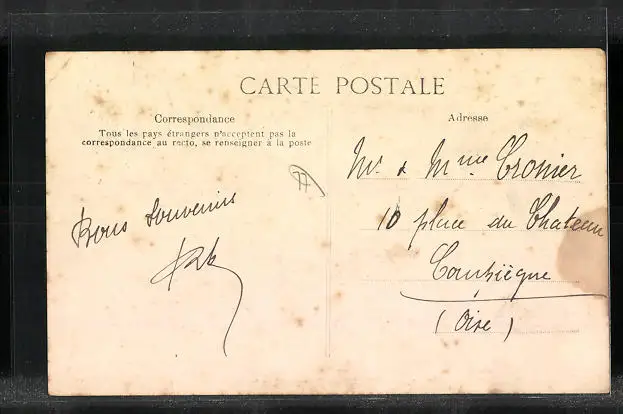 CARTE POSTALE
Correspondance
Tous les pays étrangers n'acceptent pas la
correspondance au recto, se renseigner à la poste
Bons souvenirs
Adresse
Mr & Mme Cronier
10 place du Chateau
Compiègne
(Oise)